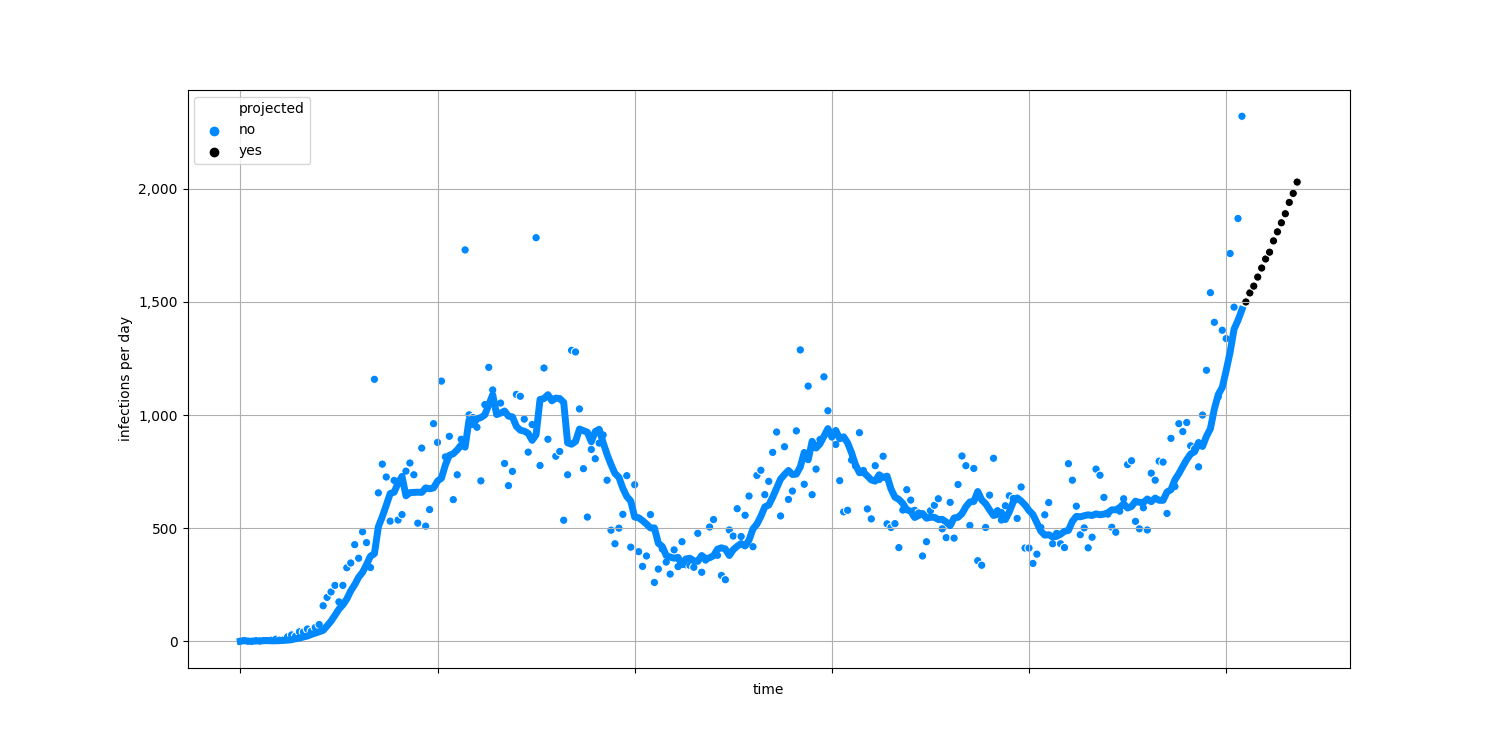 projected
no
yes
2,000
1,500
1,000
500
0
infections per day
time